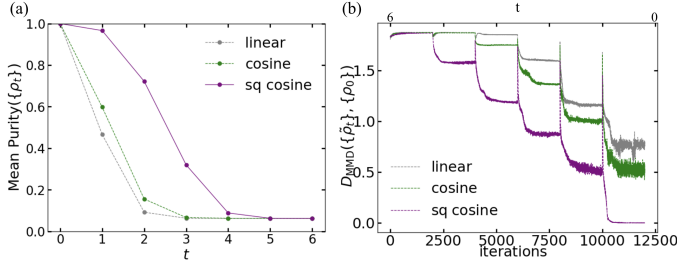 (a)
1.0
0.8
0.6
0.4
0.2
0.0
Mean Purity({ρt})
linear
cosine
sq cosine
0 1 2 3 4 5 6
t
(b)
6 t 0
1.5
1.0
0.5
0.0
DMMD({ρ̃t}, {ρ0})
linear
cosine
sq cosine
0 2500 5000 7500 10000 12500
iterations